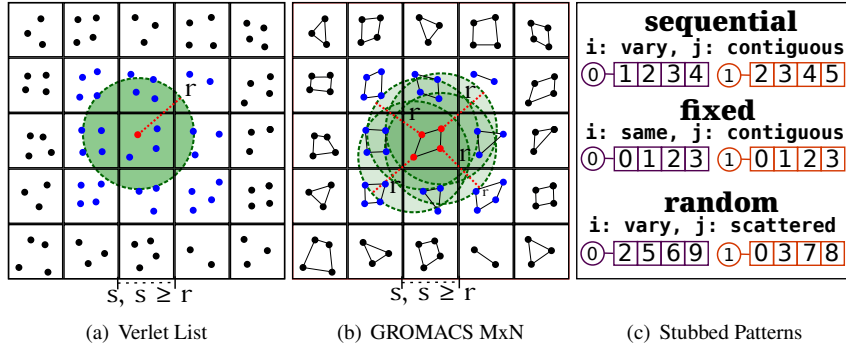 r
s, s ≥ r
(a) Verlet List
r
r
r
r
r
s, s ≥ r
(b) GROMACS MxN
sequential
i: vary, j: contiguous
0 1 2 3 4 1 2 3 4 5
fixed
i: same, j: contiguous
0 0 1 2 3 1 0 1 2 3
random
i: vary, j: scattered
0 2 5 6 9 1 0 3 7 8
(c) Stubbed Patterns